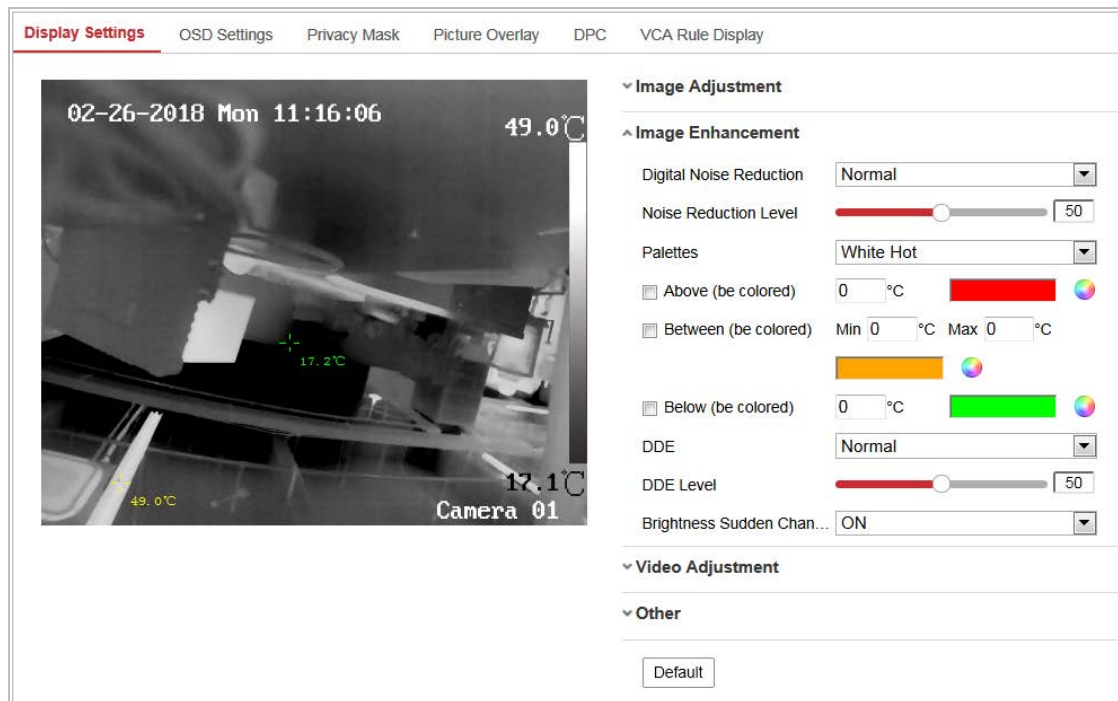 Display Settings OSD Settings Privacy Mask Picture Overlay DPC VCA Rule Display
02-26-2018 Mon 11:16:06
49.0℃
17.2℃
49.0℃
17.1℃
Camera 01
Image Adjustment
Image Enhancement
Digital Noise Reduction Normal
Noise Reduction Level 50
Palettes White Hot
Above (be colored) 0 °C
Between (be colored) Min 0 °C Max 0 °C
Below (be colored) 0 °C
DDE Normal
DDE Level 50
Brightness Sudden Chan... ON
Video Adjustment
Other
Default